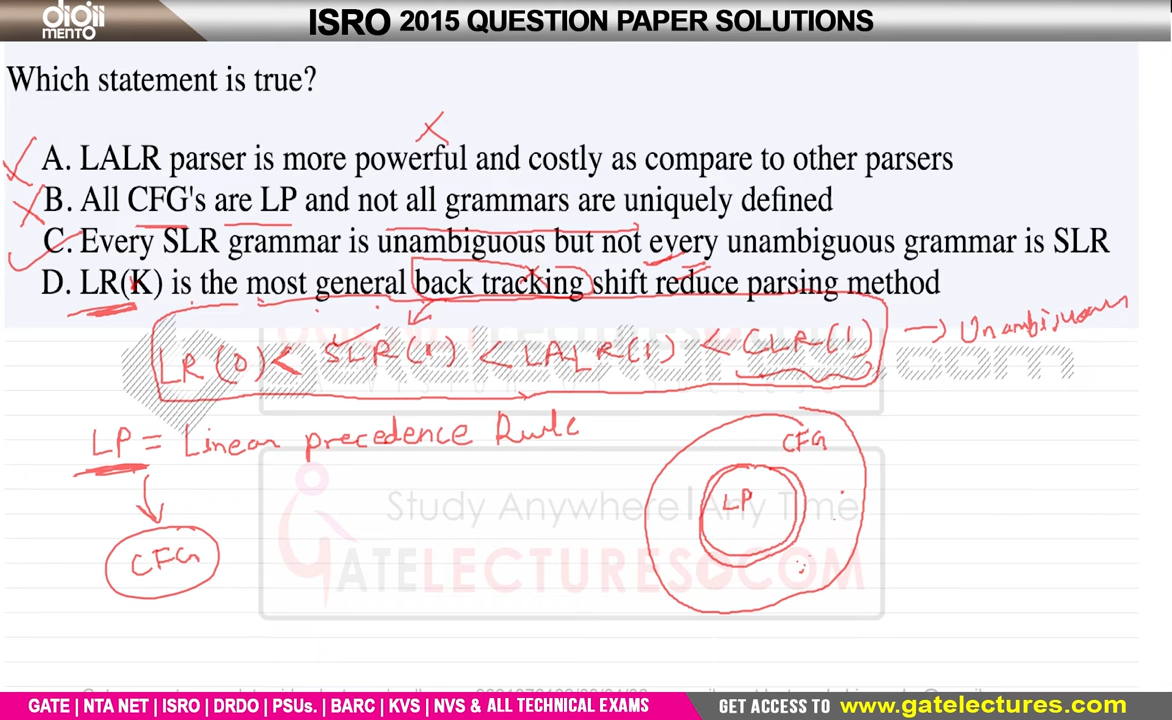 digii
mento
ISRO 2015 QUESTION PAPER SOLUTIONS
Which statement is true?
A. LALR parser is more powerful and costly as compare to other parsers
B. All CFG's are LP and not all grammars are uniquely defined
C. Every SLR grammar is unambiguous but not every unambiguous grammar is SLR
D. LR(K) is the most general back tracking shift reduce parsing method
LR(0) < SLR(1) < LALR(1) < CLR(1) → Unambiguous
LP = Linear precedence Rule
CFG
LP
CFG
Study Anywhere | Any Time
GATELECTURES.COM
GATE | NTA NET | ISRO | DRDO | PSUs. | BARC | KVS | NVS & ALL TECHNICAL EXAMS
GET ACCESS TO www.gatelectures.com